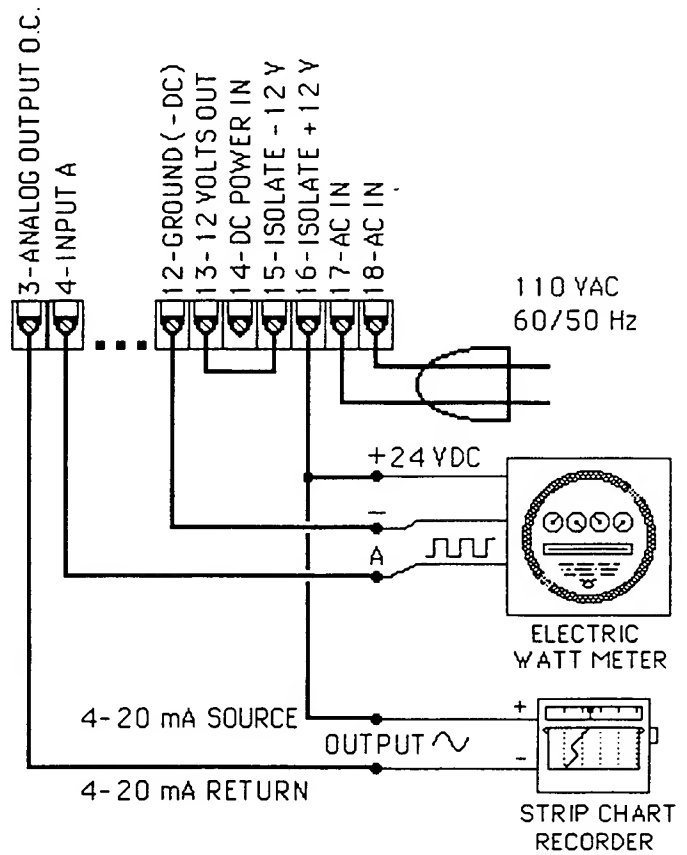 3-ANALOG OUTPUT O.C.
4-INPUT A
12-GROUND (-DC)
13-12 VOLTS OUT
14-DC POWER IN
15-ISOLATE - 12 V
16-ISOLATE + 12 V
17-AC IN
18-AC IN
110 VAC
60/50 Hz
+24 VDC
−
A
ELECTRIC
WATT METER
4-20 mA SOURCE
+
OUTPUT
-
4-20 mA RETURN
STRIP CHART
RECORDER